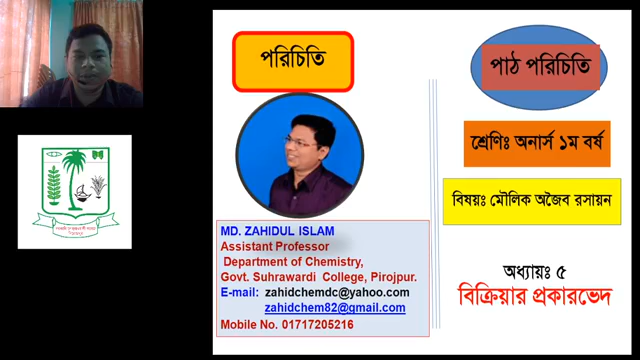 পরিচিতি
MD. ZAHIDUL ISLAM
Assistant Professor
Department of Chemistry,
Govt. Suhrawardi College, Pirojpur.
E-mail: zahidchemdc@yahoo.com
zahidchem82@gmail.com
Mobile No. 01717205216
পাঠ পরিচিতি
শ্রেণিঃ অনার্স ১ম বর্ষ
বিষয়ঃ মৌলিক অজৈব রসায়ন
অধ্যায়ঃ ৫
বিক্রিয়ার প্রকারভেদ